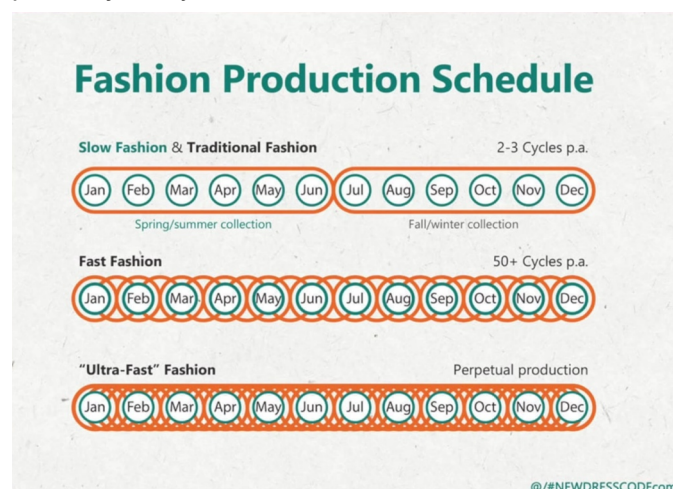 Fashion Production Schedule
Slow Fashion & Traditional Fashion 2-3 Cycles p.a.
Jan Feb Mar Apr May Jun Jul Aug Sep Oct Nov Dec
Spring/summer collection Fall/winter collection
Fast Fashion 50+ Cycles p.a.
Jan Feb Mar Apr May Jun Jul Aug Sep Oct Nov Dec
"Ultra-Fast" Fashion Perpetual production
Jan Feb Mar Apr May Jun Jul Aug Sep Oct Nov Dec
@/#NEWDRESSCODEcom